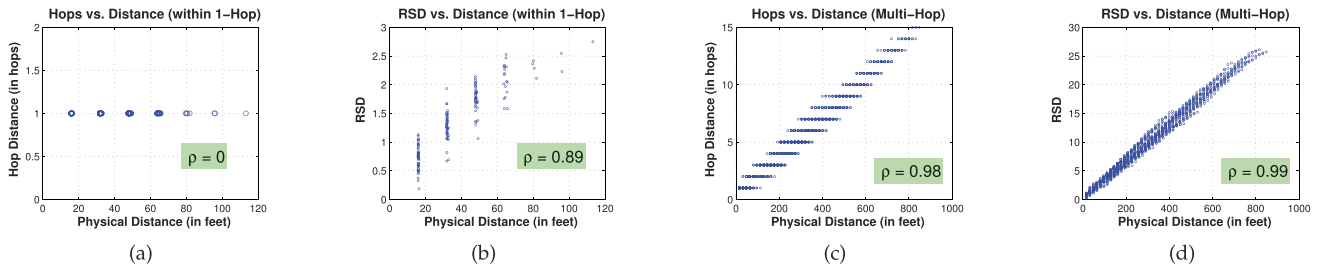 Hops vs. Distance (within 1−Hop)
2
1.5
1
0.5
0
Hop Distance (in hops)
ρ = 0
0 20 40 60 80 100 120
Physical Distance (in feet)
(a)
RSD vs. Distance (within 1−Hop)
3
2.5
2
1.5
1
0.5
0
RSD
ρ = 0.89
0 20 40 60 80 100 120
Physical Distance (in feet)
(b)
Hops vs. Distance (Multi−Hop)
15
10
5
0
Hop Distance (in hops)
ρ = 0.98
0 200 400 600 800 1000
Physical Distance (in feet)
(c)
RSD vs. Distance (Multi−Hop)
30
25
20
15
10
5
0
RSD
ρ = 0.99
0 200 400 600 800 1000
Physical Distance (in feet)
(d)